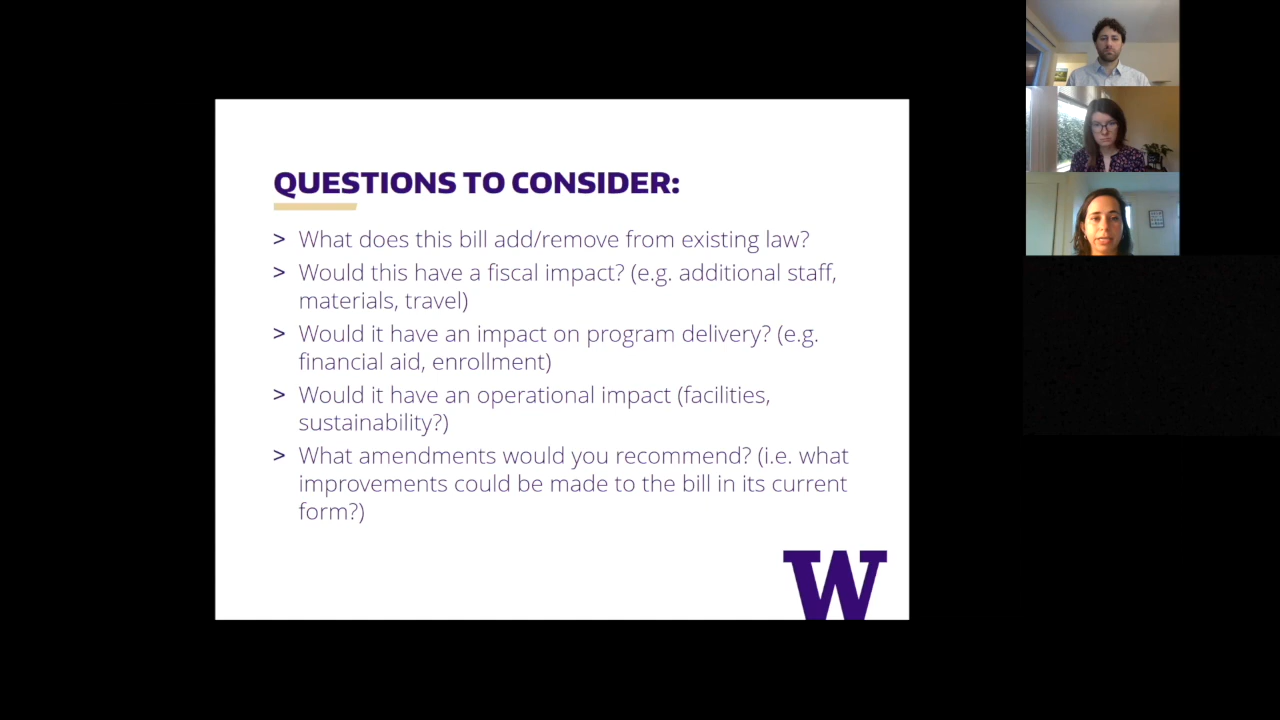 QUESTIONS TO CONSIDER:
> What does this bill add/remove from existing law?
> Would this have a fiscal impact? (e.g. additional staff,
materials, travel)
> Would it have an impact on program delivery? (e.g.
financial aid, enrollment)
> Would it have an operational impact (facilities,
sustainability?)
> What amendments would you recommend? (i.e. what
improvements could be made to the bill in its current
form?)
W